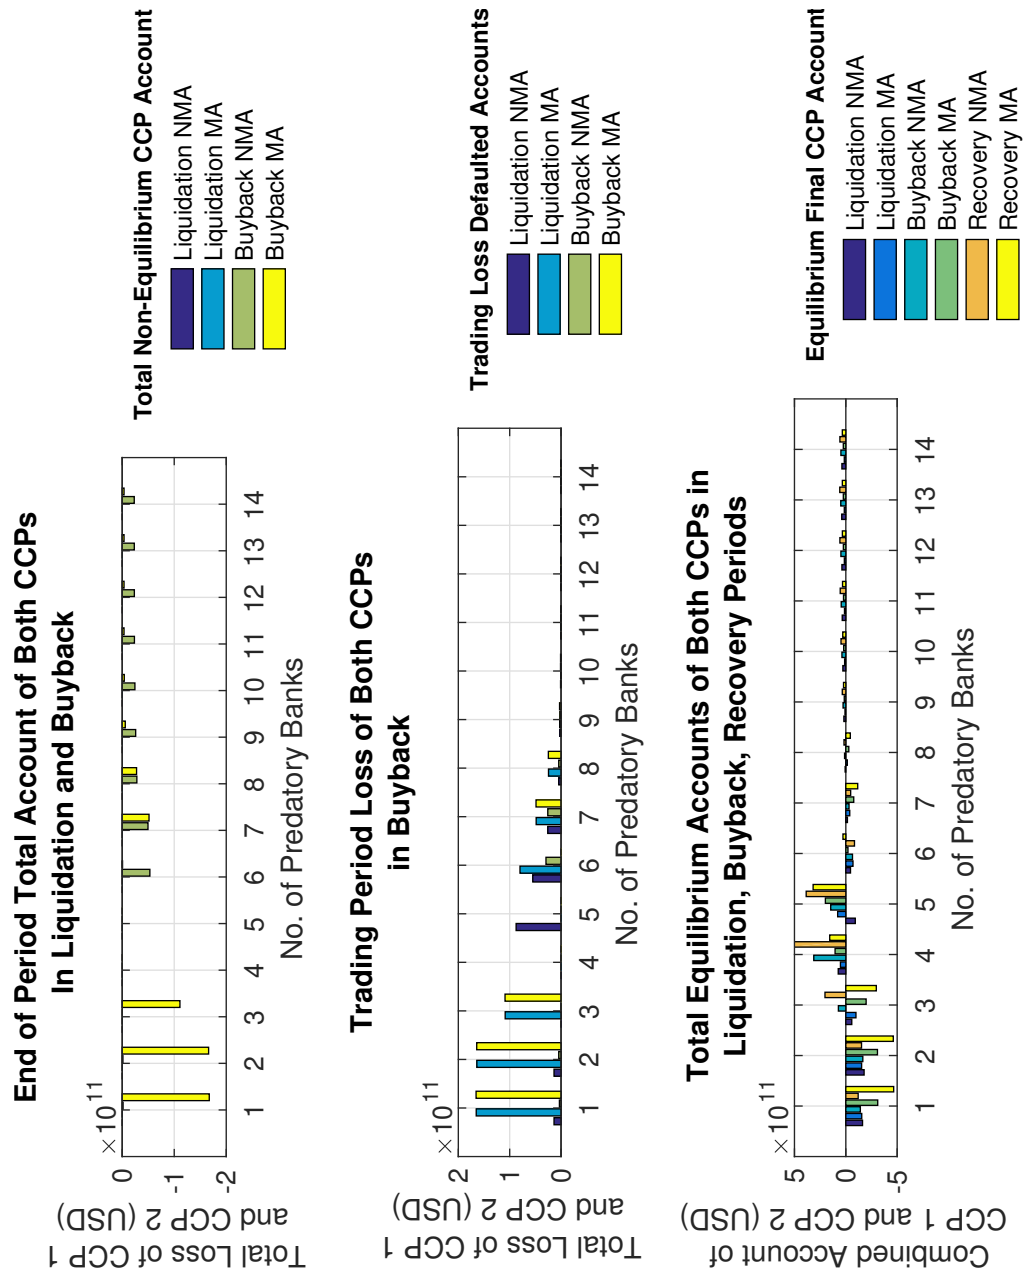 End of Period Total Account of Both CCPs
In Liquidation and Buyback
× 10 11
0
-1
-2
Total Loss of CCP 1
and CCP 2 (USD)
1 2 3 4 5 6 7 8 9 10 11 12 13 14
No. of Predatory Banks
Total Non-Equilibrium CCP Account
Liquidation NMA
Liquidation MA
Buyback NMA
Buyback MA
Trading Period Loss of Both CCPs
in Buyback
× 10 11
2
1
0
Total Loss of CCP 1
and CCP 2 (USD)
1 2 3 4 5 6 7 8 9 10 11 12 13 14
No. of Predatory Banks
Trading Loss Defaulted Accounts
Liquidation NMA
Liquidation MA
Buyback NMA
Buyback MA
Total Equilibrium Accounts of Both CCPs in
Liquidation, Buyback, Recovery Periods
× 10 11
5
0
-5
Combined Account of
CCP 1 and CCP 2 (USD)
1 2 3 4 5 6 7 8 9 10 11 12 13 14
No. of Predatory Banks
Equilibrium Final CCP Account
Liquidation NMA
Liquidation MA
Buyback NMA
Buyback MA
Recovery NMA
Recovery MA